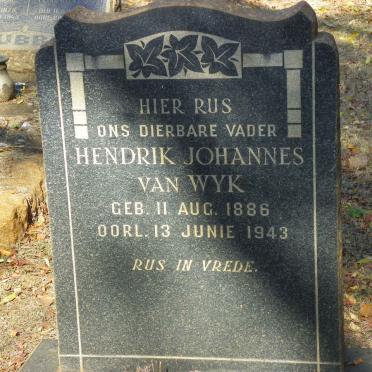 HIER RUS
ONS DIERBARE VADER
HENDRIK JOHANNES
VAN WYK
GEB. 11 AUG. 1886
OORL. 13 JUNIE 1943
RUS IN VREDE.